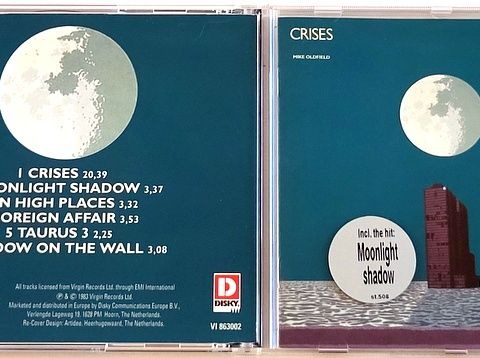 1 CRISES 20,39
ONLIGHT SHADOW 3,37
N HIGH PLACES 3,32
OREIGN AFFAIR 3,53
5 TAURUS 3 2,25
DOW ON THE WALL 3,08
All tracks licensed from Virgin Records Ltd. through EMI International
℗ & © 1983 Virgin Records Ltd.
Marketed and distributed in Europe by Disky Communications Europe B.V.,
Verlengde Lageweg 19, 1628 PM Hoorn, The Netherlands.
Re-Cover Design: Artidee, Heerhugowaard, The Netherlands.
D
DISKY
VI 863002
CRISES
MIKE OLDFIELD
Incl. the hit:
Moonlight
shadow
st.508